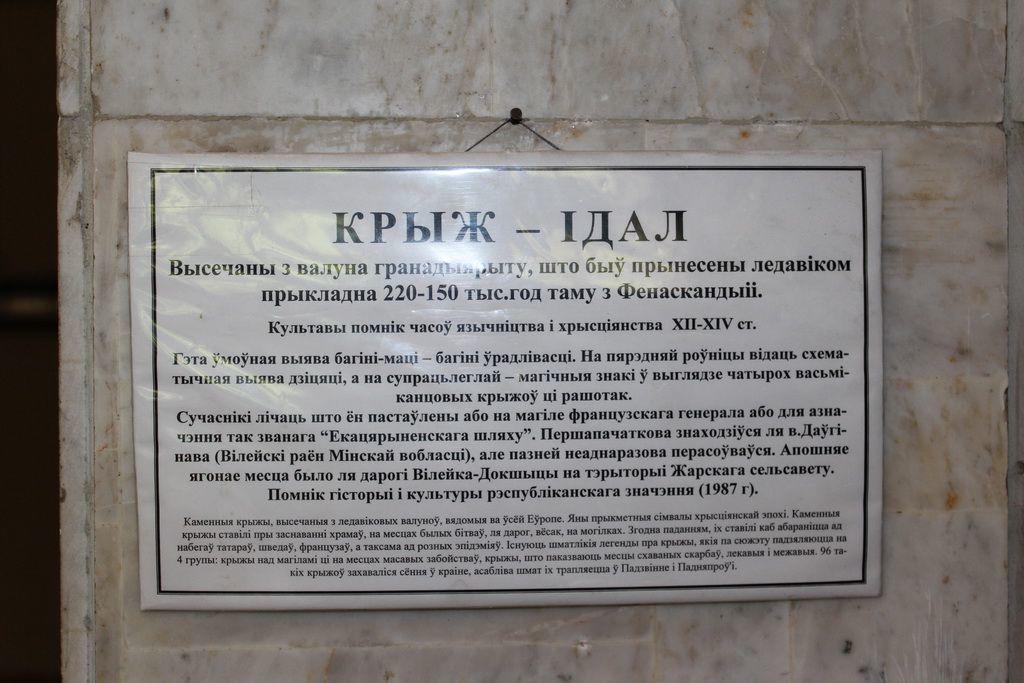 КРЫЖ – ІДАЛ
Высечаны з валуна гранадыярыту, што быў прынесены ледавіком
прыкладна 220-150 тыс.год таму з Фенаскандыіі.
Культавы помнік часоў язычніцтва і хрысціянства XII-XIV ст.
Гэта ўмоўная выява багіні-маці – багіні ўрадлівасці. На пярэдняй роўніцы відаць схема-
тычная выява дзіцяці, а на супрацьлеглай – магічныя знакі ў выглядзе чатырох васьмі-
канцовых крыжоў ці рашотак.
Сучаснікі лічаць што ён пастаўлены або на магіле французскага генерала або для азна-
чэння так званага “Екацярыненскага шляху”. Першапачаткова знаходзіўся ля в.Даўгі-
нава (Вілейскі раён Мінскай вобласці), але пазней неаднаразова перасоўваўся. Апошняе
ягонае месца было ля дарогі Вілейка-Докшыцы на тэрыторыі Жарскага сельсавету.
Помнік гісторыі і культуры рэспубліканскага значэння (1987 г).
Каменныя крыжы, высечаныя з ледавіковых валуноў, вядомыя ва ўсёй Еўропе. Яны прыкметныя сімвалы хрысціянскай эпохі. Каменныя
крыжы ставілі пры заснаванні храмаў, на месцах былых бітваў, ля дарог, вёсак, на могілках. Згодна паданням, іх ставілі каб абараніцца ад
набегаў татараў, шведаў, французаў, а таксама ад розных эпідэміяў. Існуюць шматлікія легенды пра крыжы, якія па сюжэту падзяляюцца на
4 групы: крыжы над магіламі ці на месцах масавых забойстваў, крыжы, што паказваюць месцы схаваных скарбаў, лекавыя і межавыя. 96 та-
кіх крыжоў захаваліся сёння ў краіне, асабліва шмат іх трапляецца ў Падзвінне і Падняпроў'і.